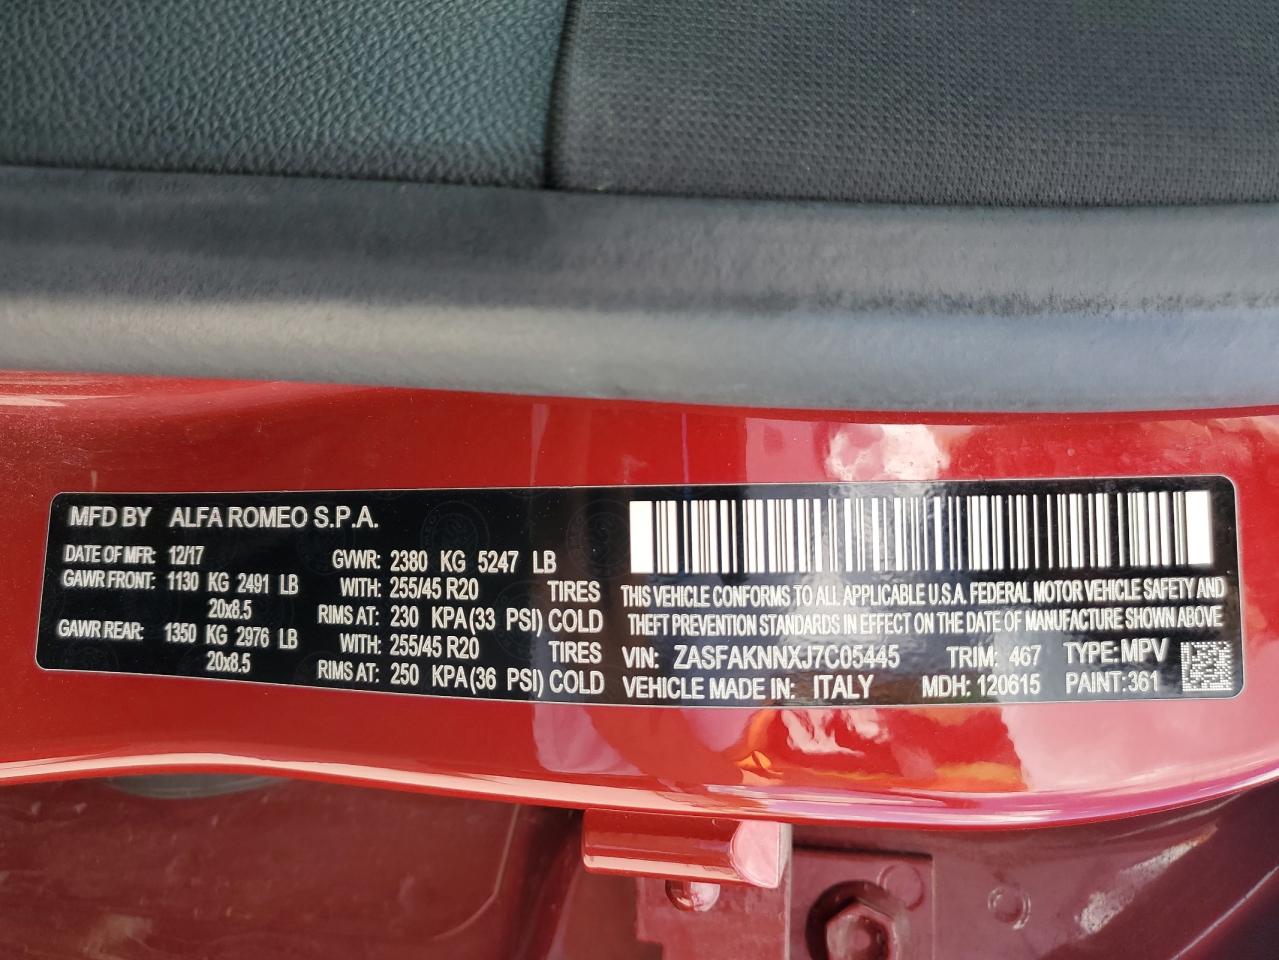 MFD BY ALFA ROMEO S.P.A.
DATE OF MFR: 12/17 GVWR: 2380 KG 5247 LB
GAWR FRONT: 1130 KG 2491 LB WITH: 255/45 R20 TIRES
20x8.5 RIMS AT: 230 KPA(33 PSI) COLD
GAWR REAR: 1350 KG 2976 LB WITH: 255/45 R20 TIRES
20x8.5 RIMS AT: 250 KPA(36 PSI) COLD
THIS VEHICLE CONFORMS TO ALL APPLICABLE U.S.A. FEDERAL MOTOR VEHICLE SAFETY AND
THEFT PREVENTION STANDARDS IN EFFECT ON THE DATE OF MANUFACTURE SHOWN ABOVE
VIN: ZASFAKNNXJ7C05445 TRIM: 467 TYPE: MPV
VEHICLE MADE IN: ITALY MDH: 120615 PAINT: 361